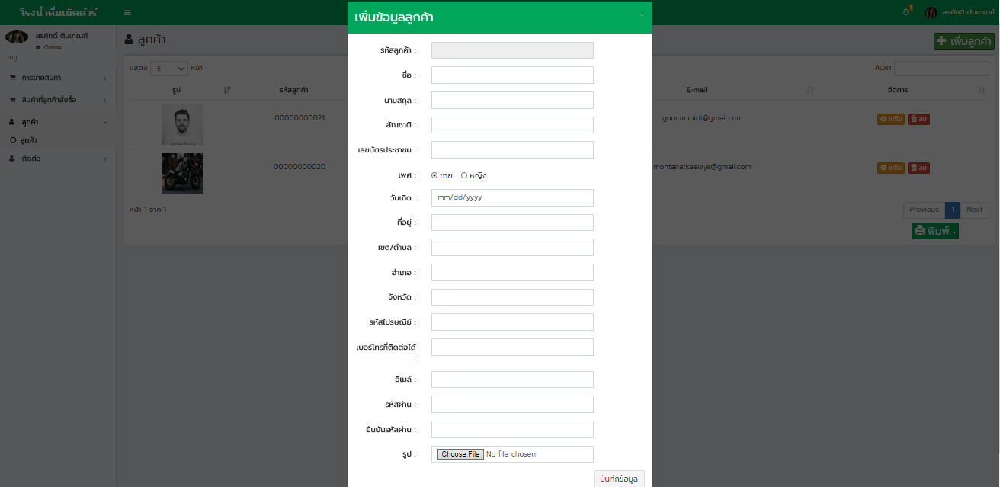 โรงน้ำดื่มเน็ตด้าร์
เพิ่มข้อมูลลูกค้า
สรศักดิ์ ตันเกณฑ์
สรศักดิ์ ตันเกณฑ์
Online
เมนู
การขายสินค้า
สินค้าที่ลูกค้าสั่งซื้อ
ลูกค้า
ลูกค้า
ติดต่อ
ลูกค้า
เพิ่มลูกค้า
แสดง 5 หน้า
ค้นหา
รูป รหัสลูกค้า E-mail จัดการ
00000000021 gumummidi@gmail.com แก้ไข ลบ
00000000020 montanatkaewya@gmail.com แก้ไข ลบ
หน้า 1 จาก 1
Previous 1 Next
พิมพ์
รหัสลูกค้า :
ชื่อ :
นามสกุล :
สัญชาติ :
เลขบัตรประชาชน :
เพศ : ชาย หญิง
วันเกิด : mm/dd/yyyy
ที่อยู่ :
เขต/ตำบล :
อำเภอ :
จังหวัด :
รหัสไปรษณีย์ :
เบอร์โทรที่ติดต่อได้
:
อีเมล์ :
รหัสผ่าน :
ยืนยันรหัสผ่าน :
รูป : Choose File No file chosen
บันทึกข้อมูล